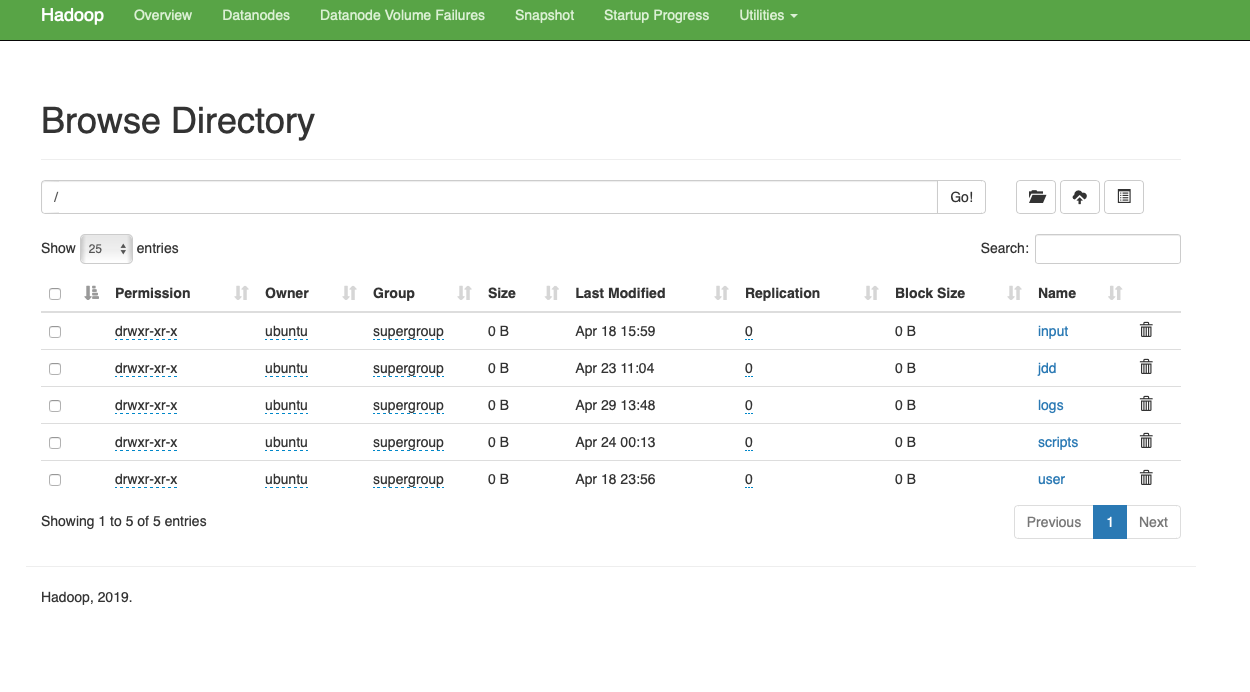 Hadoop Overview Datanodes Datanode Volume Failures Snapshot Startup Progress Utilities
Browse Directory
/ Go!
Show 25 entries Search:
Permission Owner Group Size Last Modified Replication Block Size Name
drwxr-xr-x ubuntu supergroup 0 B Apr 18 15:59 0 0 B input
drwxr-xr-x ubuntu supergroup 0 B Apr 23 11:04 0 0 B jdd
drwxr-xr-x ubuntu supergroup 0 B Apr 29 13:48 0 0 B logs
drwxr-xr-x ubuntu supergroup 0 B Apr 24 00:13 0 0 B scripts
drwxr-xr-x ubuntu supergroup 0 B Apr 18 23:56 0 0 B user
Showing 1 to 5 of 5 entries Previous 1 Next
Hadoop, 2019.